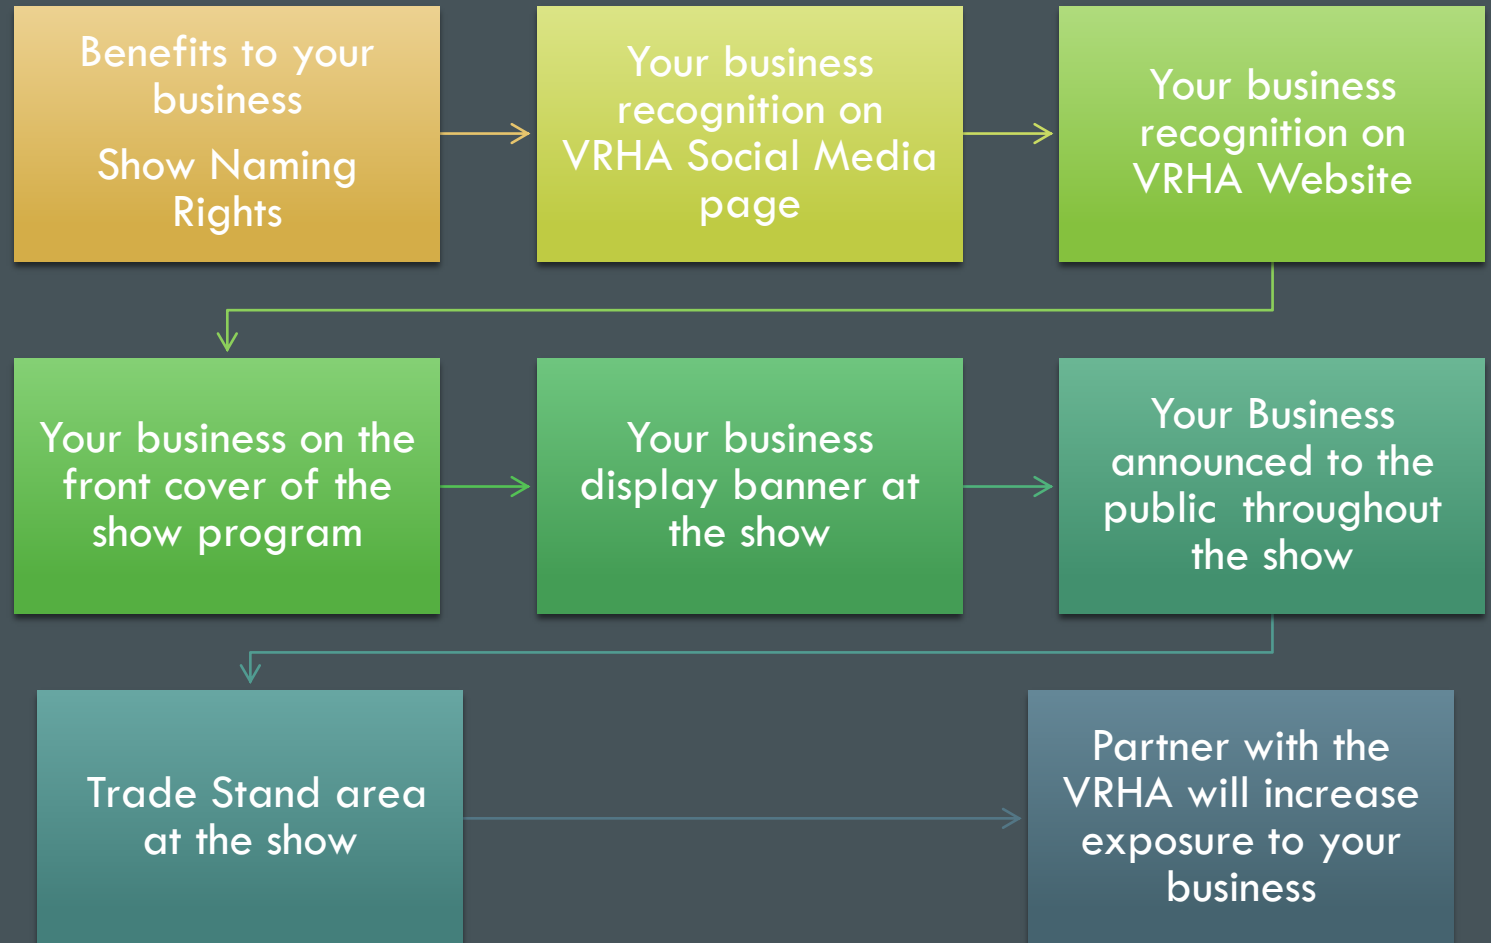 Benefits to your
business
Show Naming
Rights
Your business
recognition on
VRHA Social Media
page
Your business
recognition on
VRHA Website
Your business on the
front cover of the
show program
Your business
display banner at
the show
Your Business
announced to the
public  throughout
the show
Trade Stand area
at the show
Partner with the
VRHA will increase
exposure to your
business